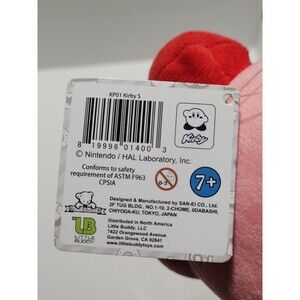 KP01 Kirby S
8 19996 01400 3
Kirby
© Nintendo / HAL Laboratory, Inc.
Conforms to safety
requirement of ASTM F963
CPSIA
0-3
7+
Designed by SAN-EI CO., Ltd.
2F TUG BLDG., NO.1-10, 2-CHOME, IIDABASHI,
CHIYODA-KU, TOKYO, JAPAN
LB
LITTLE
BUDDY
Distributed in North America
Little Buddy, LLC
7422 Orangewood Avenue
Garden Grove, CA 92841
www.littlebuddytoys.com